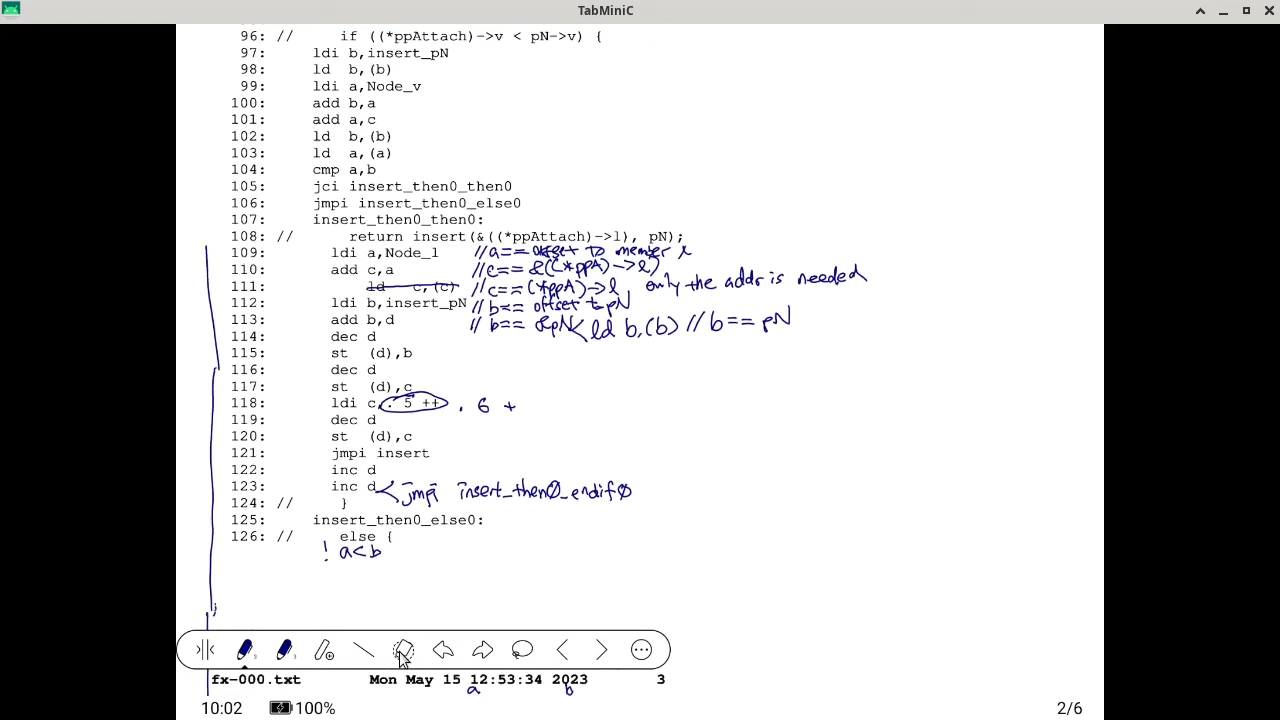 TabMiniC
96: //     if ((*ppAttach)->v < pN->v) {
97:     ldi b,insert_pN
98:     ld  b,(b)
99:     ldi a,Node_v
100:     add b,a
101:     add a,c
102:     ld  b,(b)
103:     ld  a,(a)
104:     cmp a,b
105:     jci insert_then0_then0
106:     jmpi insert_then0_else0
107:     insert_then0_then0:
108: //      return insert(&((*ppAttach)->l), pN);
109:       ldi a,Node_l // a== offset to member l
110:       add c,a // c== &((*ppA)->l)
111:       ld  c,(c) // c== (*ppA)->l only the addr is needed
112:       ldi b,insert_pN // b== offset to pN
113:       add b,d // b== &pN < ld b,(b) // b== pN
114:       dec d
115:       st  (d),b
116:       dec d
117:       st  (d),c
118:       ldi c,. 5 ++ . 6 +
119:       dec d
120:       st  (d),c
121:       jmpi insert
122:       inc d
123:       inc d < jmpi insert_then0_endif0
124: //     }
125:     insert_then0_else0:
126: //     else {
! a<b
fx-000.txt Mon May 15 12:53:34 2023 3
a b
10:02 100% 2/6